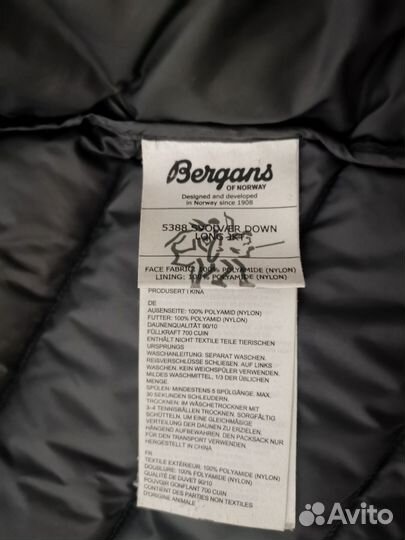 Bergans
OF NORWAY
Designed and developed
in Norway since 1908
5388 SVOLVÆR DOWN
LONG JKT
FACE FABRIC: 100% POLYAMIDE (NYLON)
LINING: 100% POLYAMIDE (NYLON)
PRODUSERT I KINA
DE
AUßENSEITE: 100% POLYAMID (NYLON)
FUTTER: 100% POLYAMID (NYLON)
DAUNENQUALITÄT 90/10
FÜLLKRAFT 700 CUIN
ENTHÄLT NICHT TEXTILE TEILE TIERISCHEN
URSPRUNGS
WASCHANLEITUNG: SEPARAT WASCHEN.
REISVERSCHLÜSSE SCHLIEßEN. AUF LINKS
WASCHEN. KEIN WEICHSPÜLER VERWENDEN.
MILDES WASCHMITTEL, 1/3 DER ÜBLICHEN
MENGE.
SPÜLEN: MINDESTENS 5 SPÜLGÄNGE. MAX.
30 SEKUNDEN SCHLEUDERN.
TROCKNEN: IM WÄSCHETROCKNER MIT
3–4 TENNISBÄLLEN TROCKNEN. SORGFÄLTIG
SCHÜTTELN, UM EINE GLEICHMÄßIGE
VERTEILUNG DER DAUNEN ZU ERZIELEN.
HÄNGEND AUFBEWAHREN. DEN PACKSACK NUR
FÜR DEN TRANSPORT VERWENDEN.
HERGESTELLT IN CHINA
FR
TEXTILE EXTÉRIEUR: 100% POLYAMIDE (NYLON)
DOUBLURE: 100% POLYAMIDE (NYLON)
QUALITÉ DE DUVET 90/10
POUVOIR GONFLANT 700 CUIN
CONTIENT DES PARTIES NON TEXTILES
D'ORIGINE ANIMALE
Avito